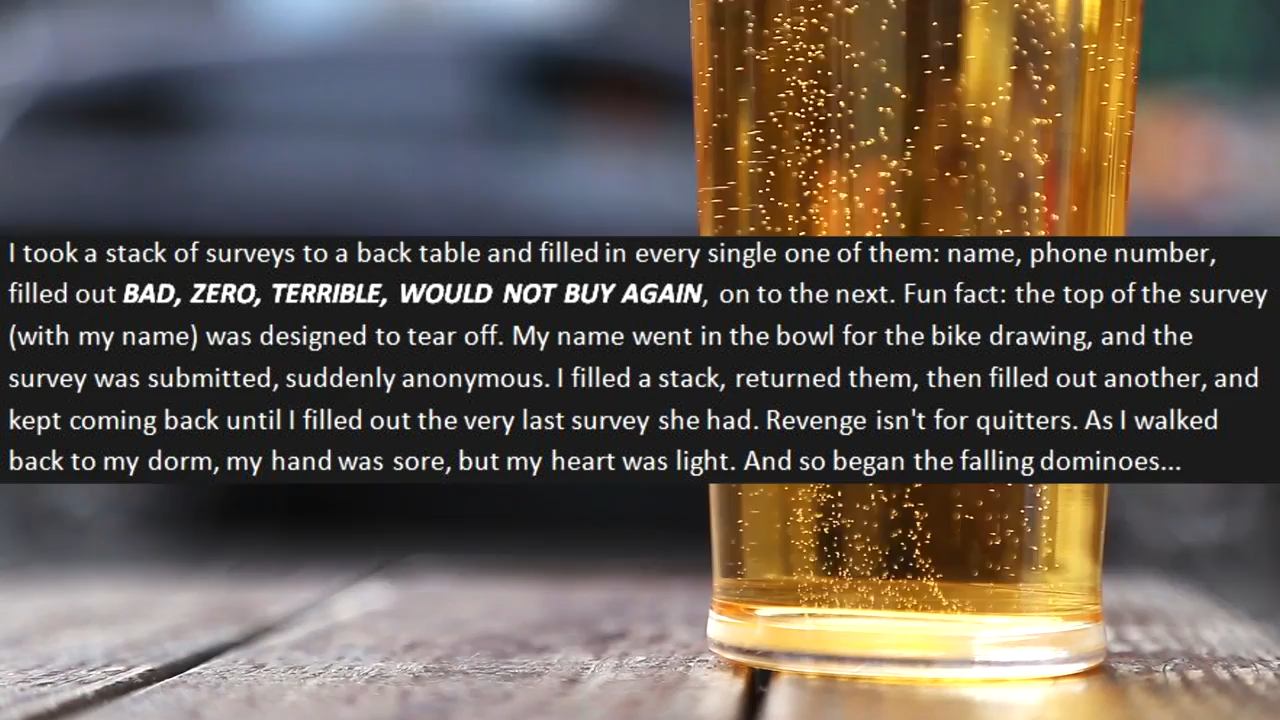 I took a stack of surveys to a back table and filled in every single one of them: name, phone number,
filled out BAD, ZERO, TERRIBLE, WOULD NOT BUY AGAIN, on to the next. Fun fact: the top of the survey
(with my name) was designed to tear off. My name went in the bowl for the bike drawing, and the
survey was submitted, suddenly anonymous. I filled a stack, returned them, then filled out another, and
kept coming back until I filled out the very last survey she had. Revenge isn't for quitters. As I walked
back to my dorm, my hand was sore, but my heart was light. And so began the falling dominoes...